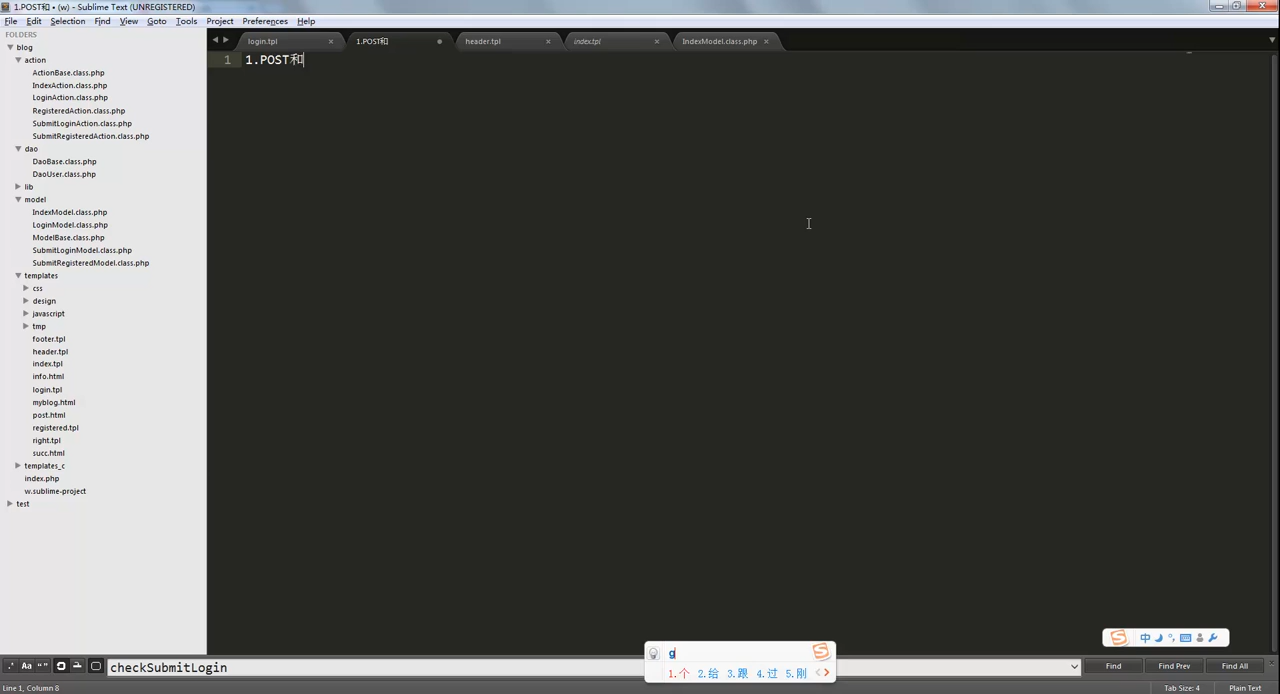 1.POST和 • (w) - Sublime Text (UNREGISTERED)
File Edit Selection Find View Goto Tools Project Preferences Help
FOLDERS
blog
action
ActionBase.class.php
IndexAction.class.php
LoginAction.class.php
RegisteredAction.class.php
SubmitLoginAction.class.php
SubmitRegisteredAction.class.php
dao
DaoBase.class.php
DaoUser.class.php
lib
model
IndexModel.class.php
LoginModel.class.php
ModelBase.class.php
SubmitLoginModel.class.php
SubmitRegisteredModel.class.php
templates
css
design
javascript
tmp
footer.tpl
header.tpl
index.tpl
info.html
login.tpl
myblog.html
post.html
registered.tpl
right.tpl
succ.html
templates_c
index.php
w.sublime-project
test
login.tpl 1.POST和 header.tpl index.tpl IndexModel.class.php
1 1.POST和
g
1.个 2.给 3.跟 4.过 5.刚
中
.* Aa “” checkSubmitLogin Find Find Prev Find All
Line 1, Column 8 Tab Size: 4 Plain Text